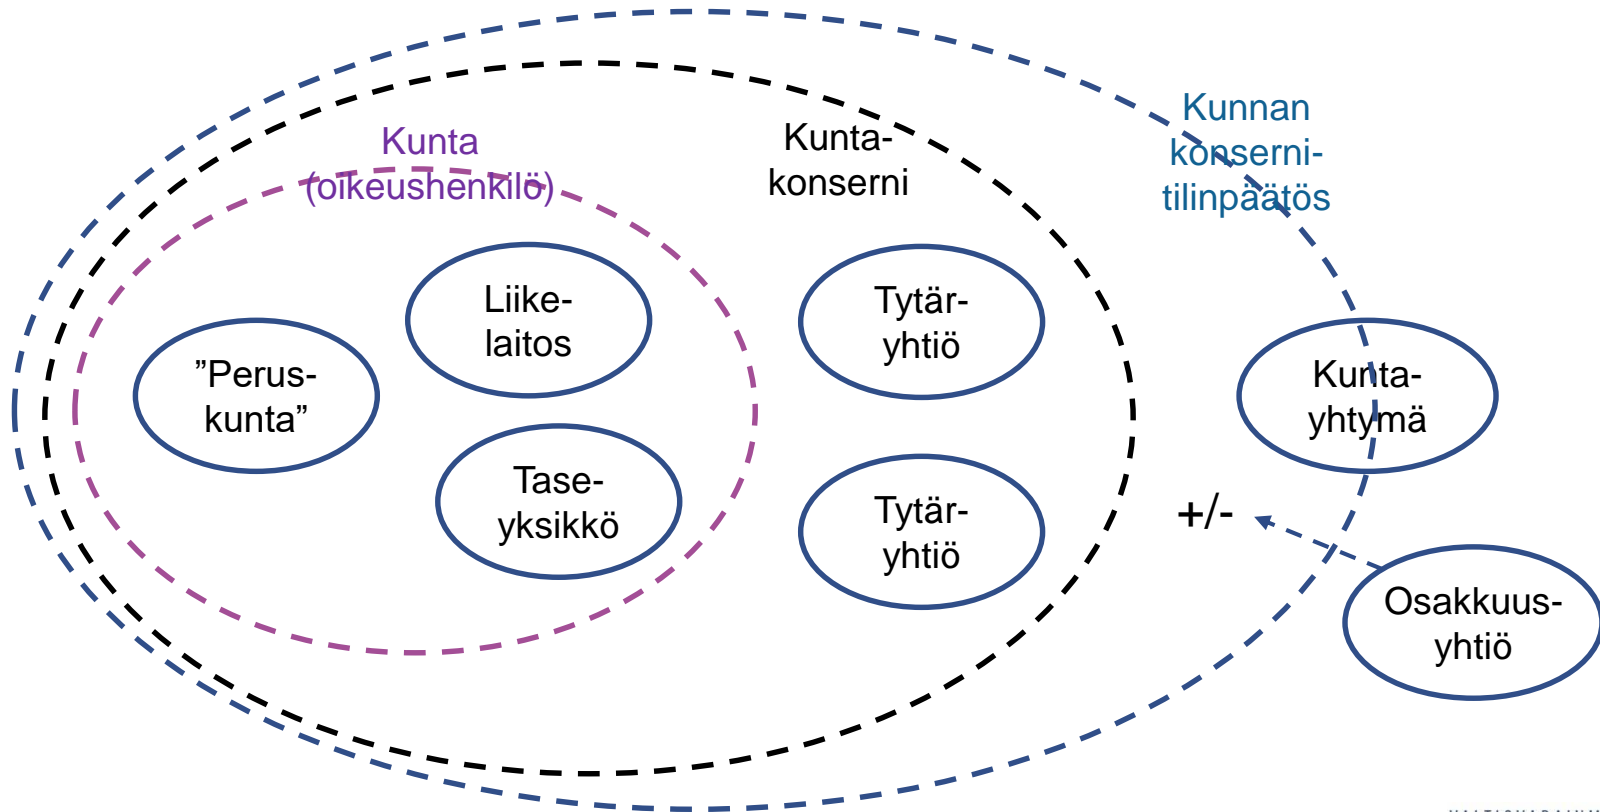 Kunta
(oikeushenkilö)
Kunta-
konserni
Kunnan
konserni-
tilinpäätös
"Perus-
kunta"
Liike-
laitos
Tase-
yksikkö
Tytär-
yhtiö
Tytär-
yhtiö
Kunta-
yhtymä
+/-
Osakkuus-
yhtiö